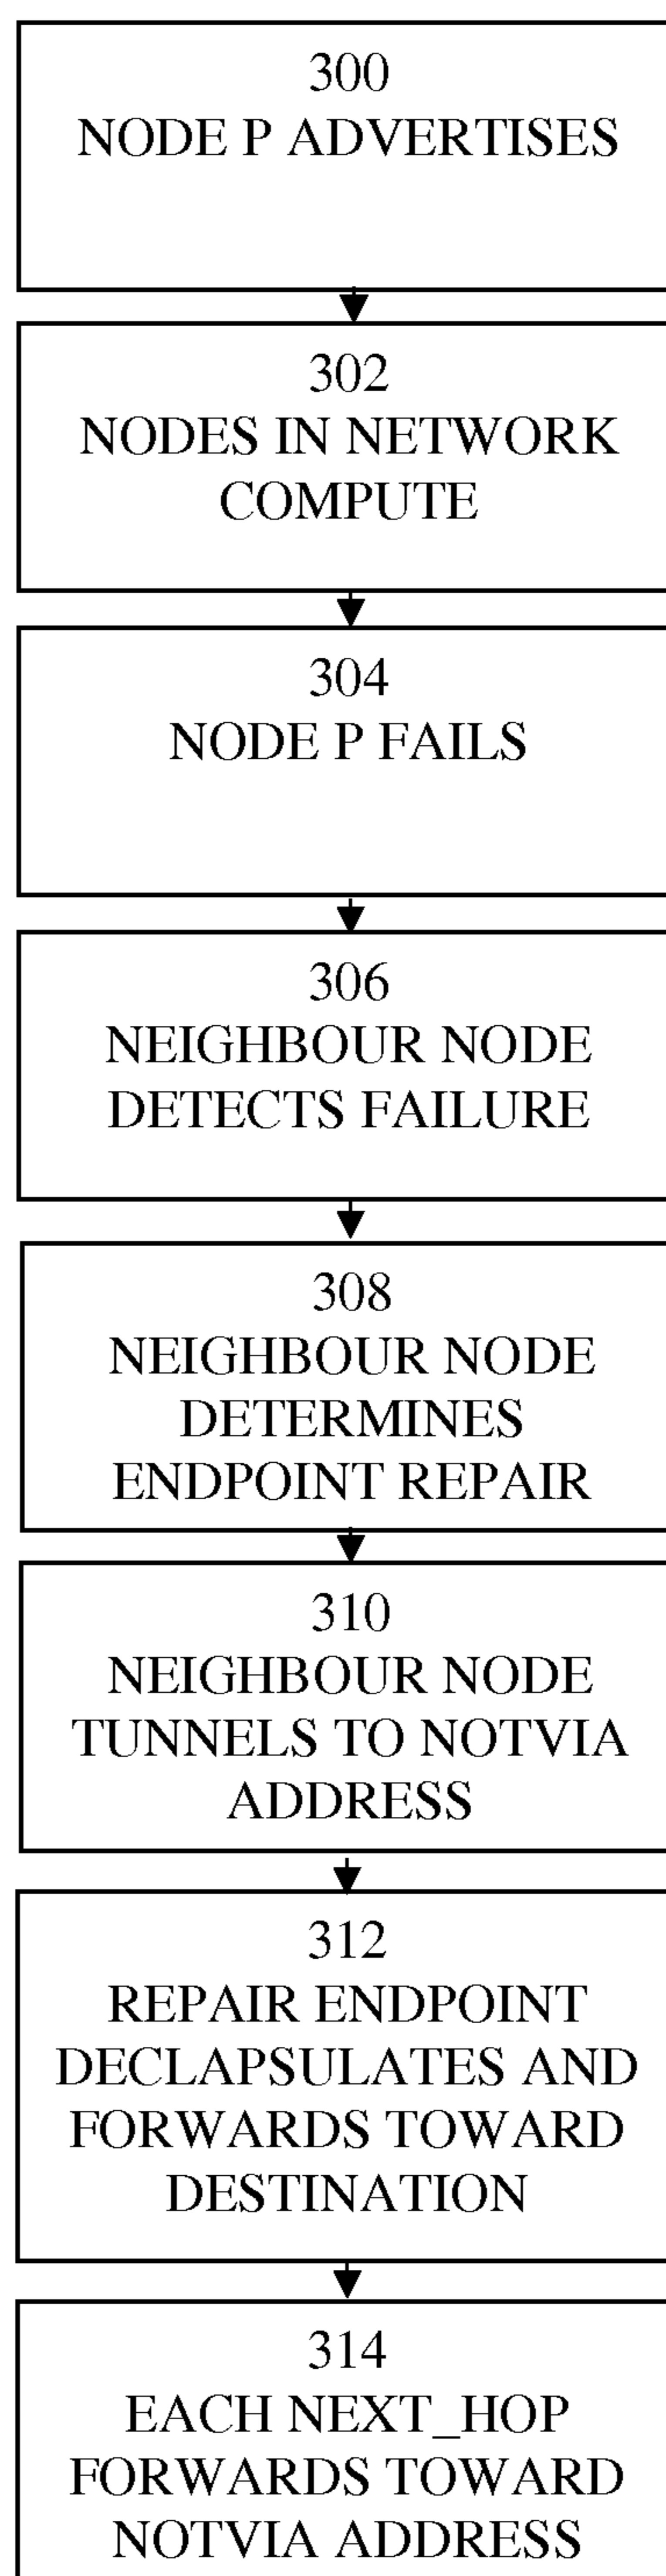 300
NODE P ADVERTISES
302
NODES IN NETWORK
COMPUTE
304
NODE P FAILS
306
NEIGHBOUR NODE
DETECTS FAILURE
308
NEIGHBOUR NODE
DETERMINES
ENDPOINT REPAIR
310
NEIGHBOUR NODE
TUNNELS TO NOTVIA
ADDRESS
312
REPAIR ENDPOINT
DECLAPSULATES AND
FORWARDS TOWARD
DESTINATION
314
EACH NEXT_HOP
FORWARDS TOWARD
NOTVIA ADDRESS